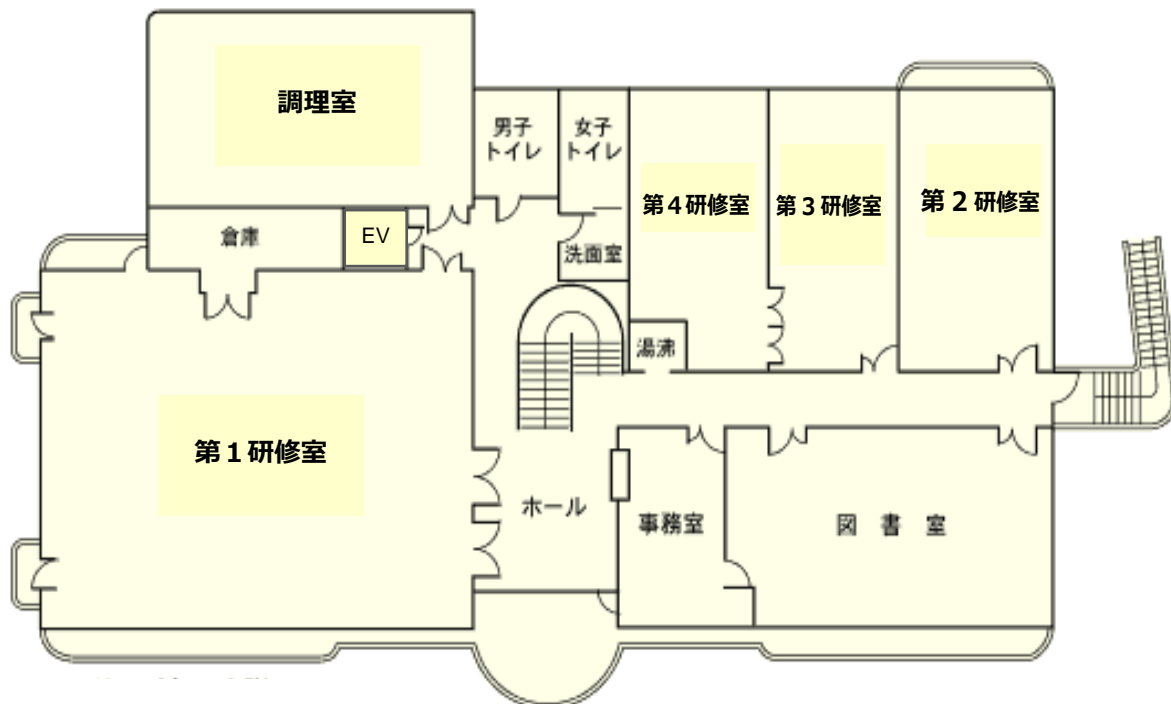 調理室
男子
トイレ
女子
トイレ
第４研修室
第３研修室
第２研修室
倉庫
EV
洗面室
湯沸
第１研修室
ホール
事務室
図 書 室